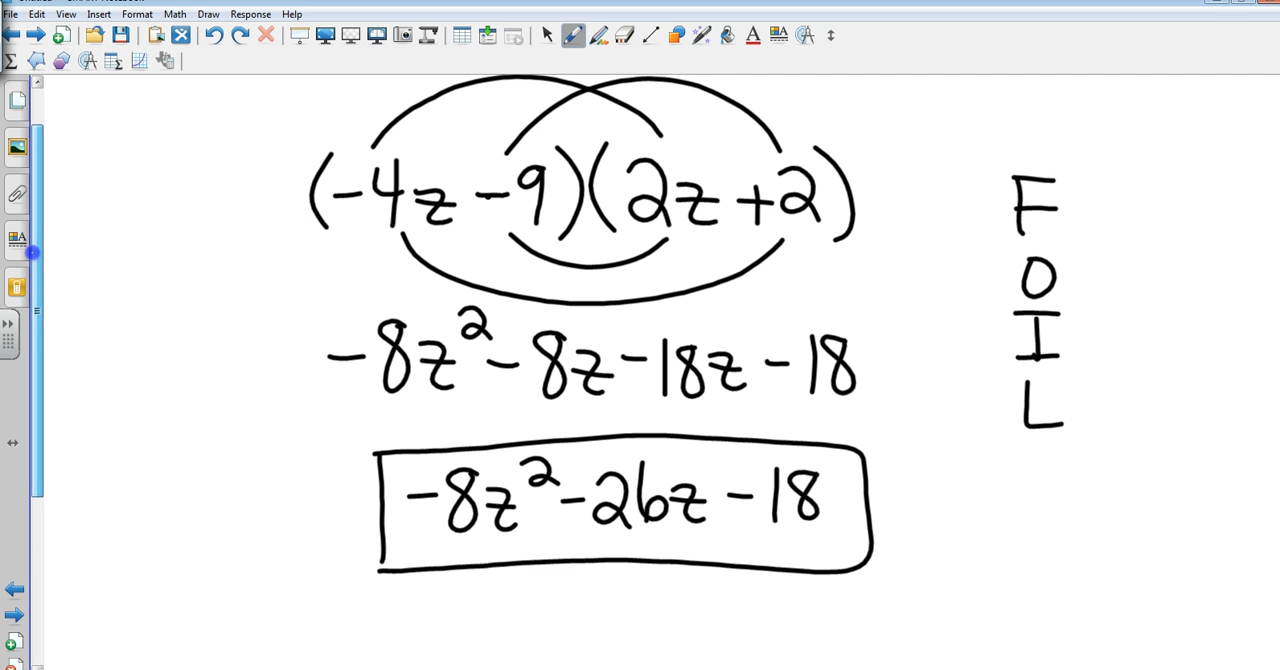 File Edit View Insert Format Math Draw Response Help
(-4z -9)(2z +2)
-8z² - 8z - 18z - 18
-8z² - 26z - 18
F
O
I
L